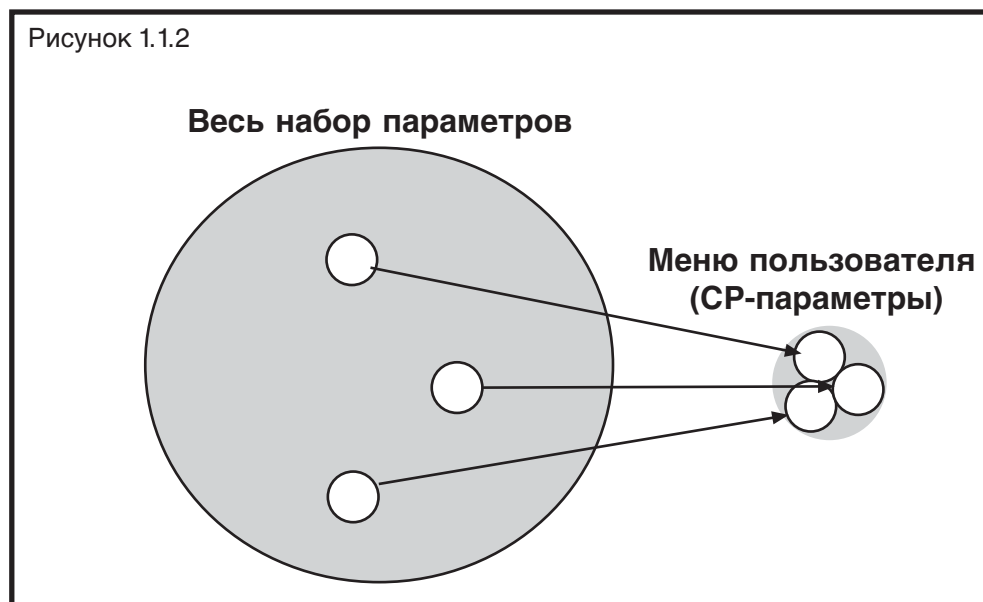 Рисунок 1.1.2
Весь набор параметров
Меню пользователя
(CP-параметры)